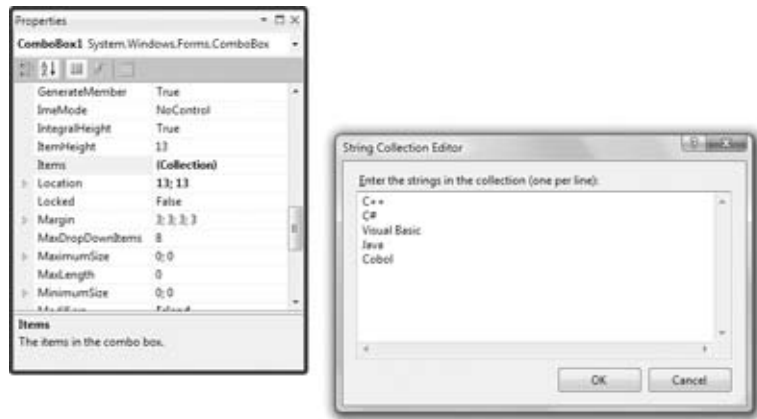 Properties
ComboBox1 System.Windows.Forms.ComboBox
GenerateMember True
ImeMode NoControl
IntegralHeight True
ItemHeight 13
Items (Collection)
Location 13; 13
Locked False
Margin 3; 3; 3; 3
MaxDropDownItems 8
MaximumSize 0; 0
MaxLength 0
MinimumSize 0; 0
Items
The items in the combo box.
String Collection Editor
Enter the strings in the collection (one per line):
C++
C#
Visual Basic
Java
Cobol
OK Cancel